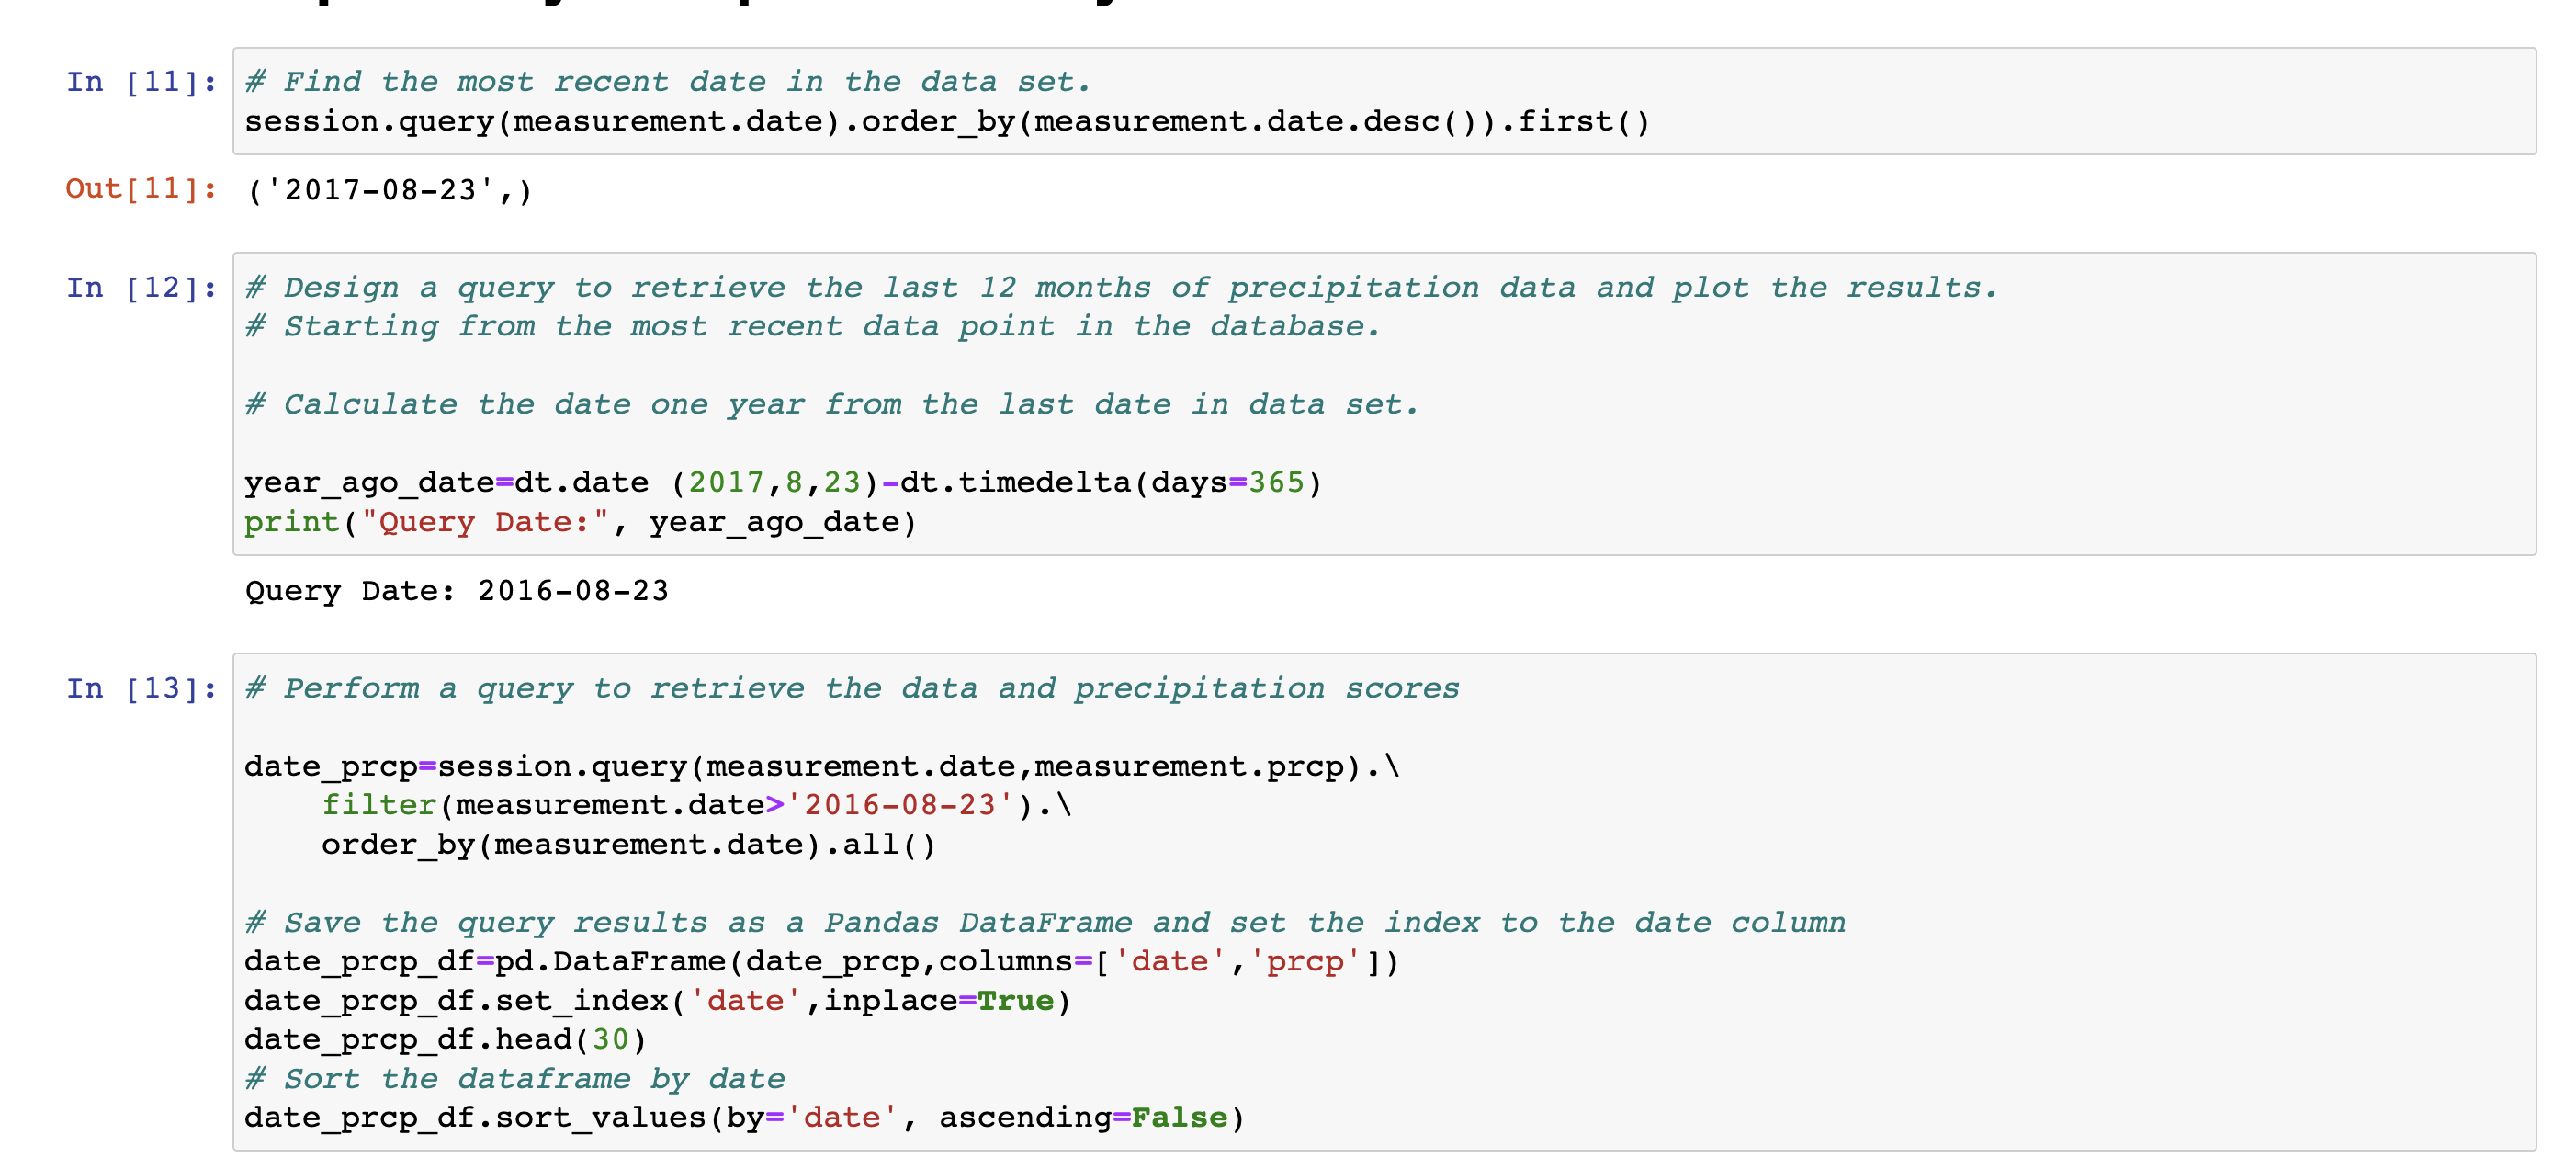 In [11]: # Find the most recent date in the data set.
session.query(measurement.date).order_by(measurement.date.desc()).first()
Out[11]: ('2017-08-23',)
In [12]: # Design a query to retrieve the last 12 months of precipitation data and plot the results.
# Starting from the most recent data point in the database.
# Calculate the date one year from the last date in data set.
year_ago_date=dt.date (2017,8,23)-dt.timedelta(days=365)
print("Query Date:", year_ago_date)
Query Date: 2016-08-23
In [13]: # Perform a query to retrieve the data and precipitation scores
date_prcp=session.query(measurement.date,measurement.prcp).\
    filter(measurement.date>'2016-08-23').\
    order_by(measurement.date).all()
# Save the query results as a Pandas DataFrame and set the index to the date column
date_prcp_df=pd.DataFrame(date_prcp,columns=['date','prcp'])
date_prcp_df.set_index('date',inplace=True)
date_prcp_df.head(30)
# Sort the dataframe by date
date_prcp_df.sort_values(by='date', ascending=False)